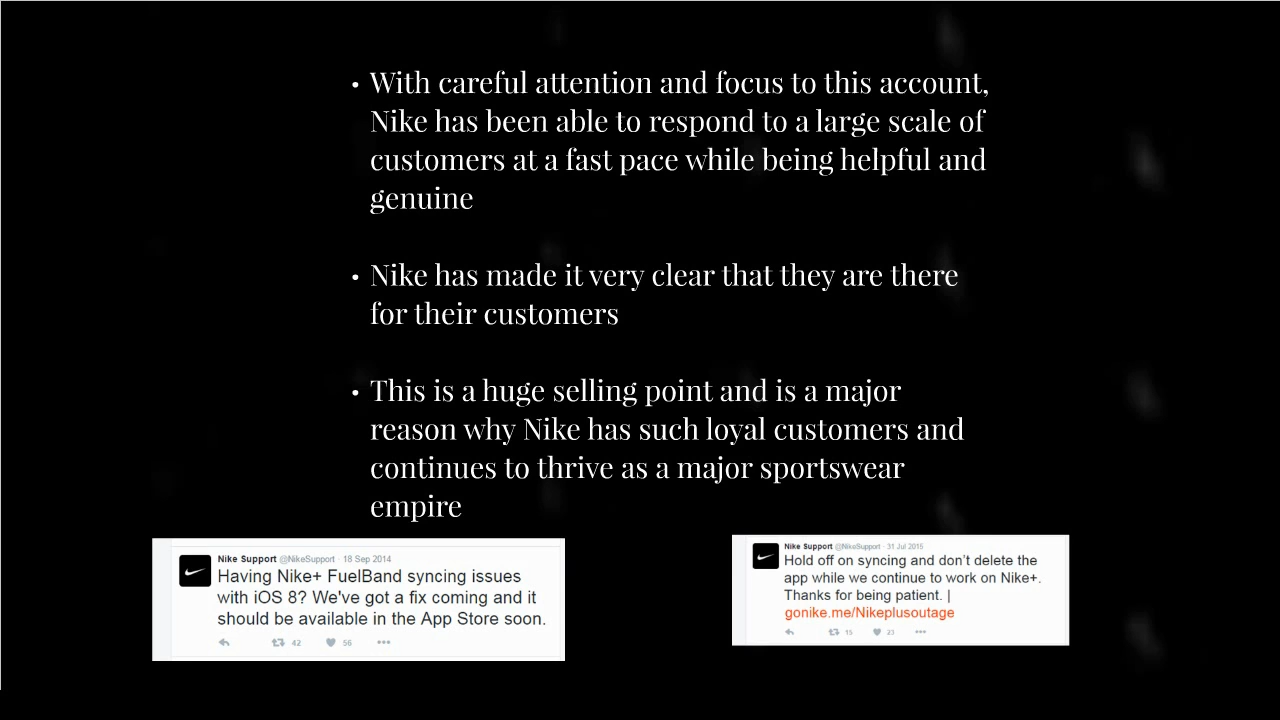 • With careful attention and focus to this account,
Nike has been able to respond to a large scale of
customers at a fast pace while being helpful and
genuine
• Nike has made it very clear that they are there
for their customers
• This is a huge selling point and is a major
reason why Nike has such loyal customers and
continues to thrive as a major sportswear
empire
Nike Support @NikeSupport · 18 Sep 2014
Having Nike+ FuelBand syncing issues
with iOS 8? We've got a fix coming and it
should be available in the App Store soon.
42 56
Nike Support @NikeSupport · 31 Jul 2015
Hold off on syncing and don't delete the
app while we continue to work on Nike+.
Thanks for being patient. |
gonike.me/Nikeplusoutage
15 23